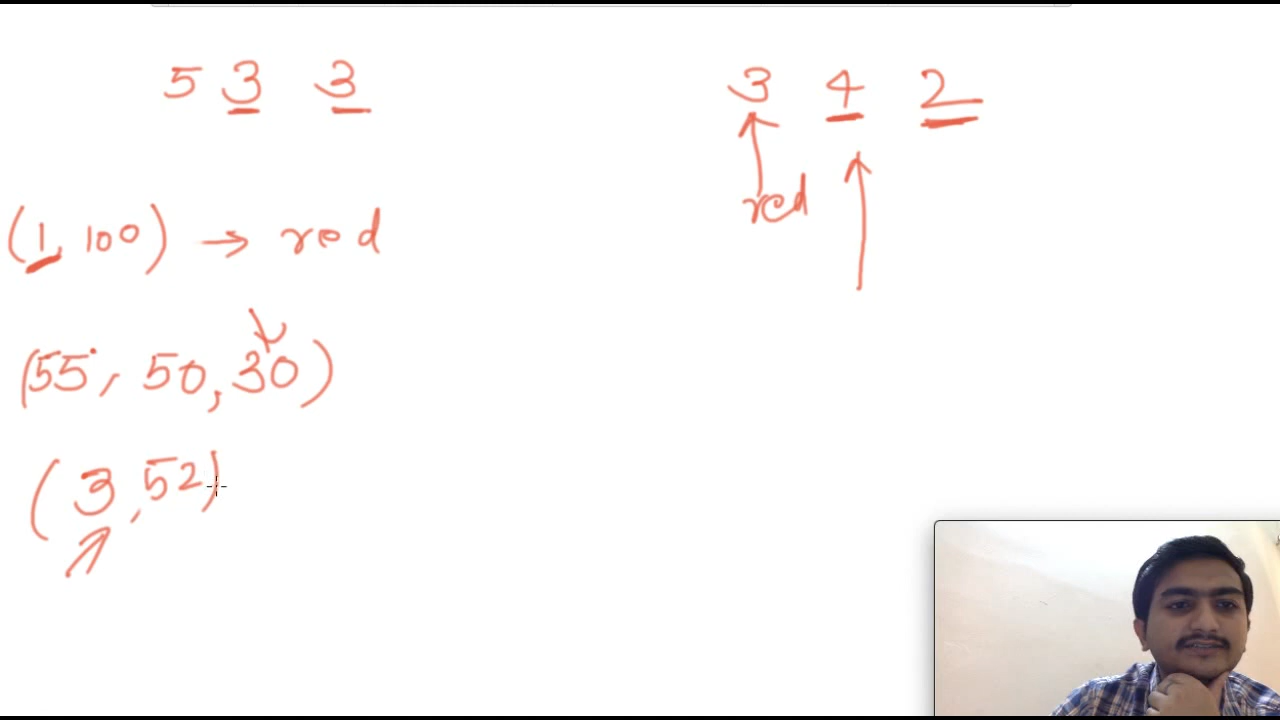 5 3 3
3 4 2
red
(1, 100) → red
(55, 50, 30)
(3, 52)